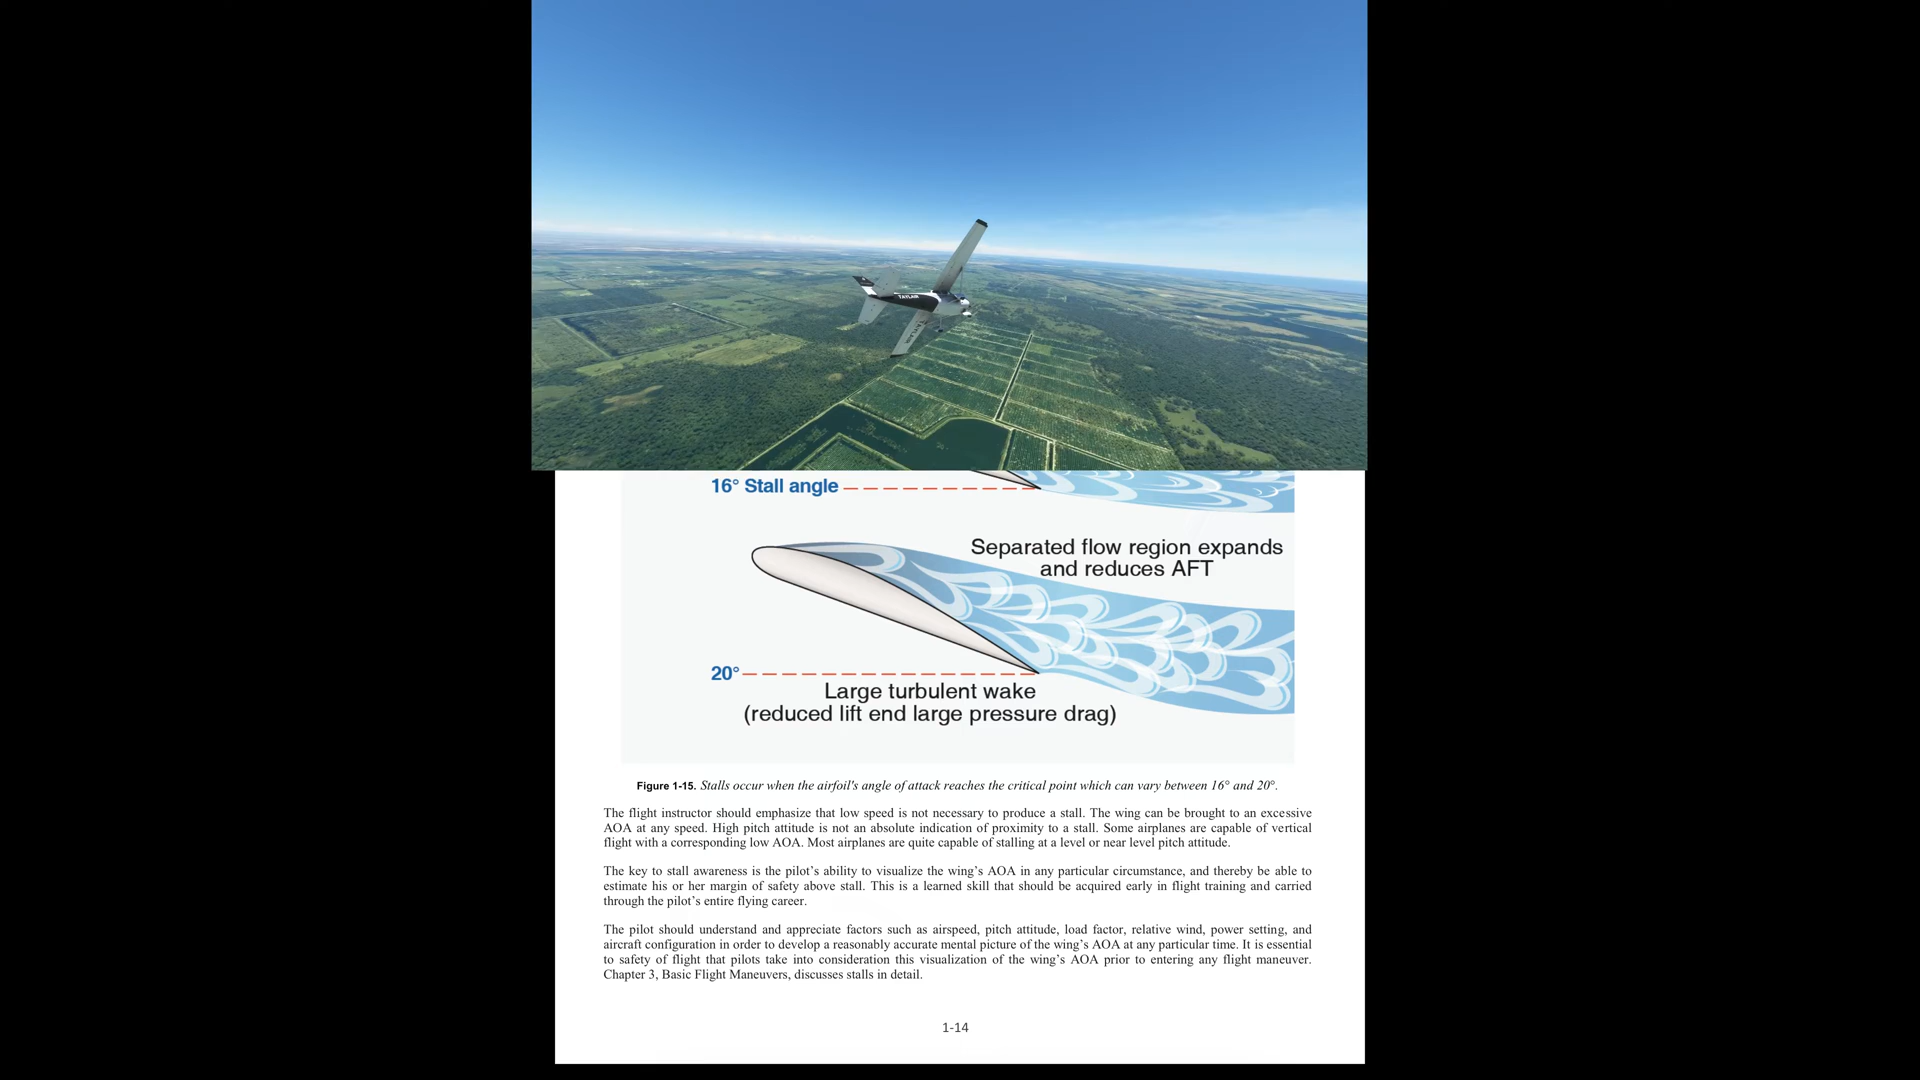 TAYLAIR
TAYLAIR
16° Stall angle
Separated flow region expands
and reduces AFT
20°
Large turbulent wake
(reduced lift end large pressure drag)
Figure 1-15. Stalls occur when the airfoil's angle of attack reaches the critical point which can vary between 16° and 20°.
The flight instructor should emphasize that low speed is not necessary to produce a stall. The wing can be brought to an excessive
AOA at any speed. High pitch attitude is not an absolute indication of proximity to a stall. Some airplanes are capable of vertical
flight with a corresponding low AOA. Most airplanes are quite capable of stalling at a level or near level pitch attitude.
The key to stall awareness is the pilot’s ability to visualize the wing’s AOA in any particular circumstance, and thereby be able to
estimate his or her margin of safety above stall. This is a learned skill that should be acquired early in flight training and carried
through the pilot’s entire flying career.
The pilot should understand and appreciate factors such as airspeed, pitch attitude, load factor, relative wind, power setting, and
aircraft configuration in order to develop a reasonably accurate mental picture of the wing’s AOA at any particular time. It is essential
to safety of flight that pilots take into consideration this visualization of the wing’s AOA prior to entering any flight maneuver.
Chapter 3, Basic Flight Maneuvers, discusses stalls in detail.
1-14